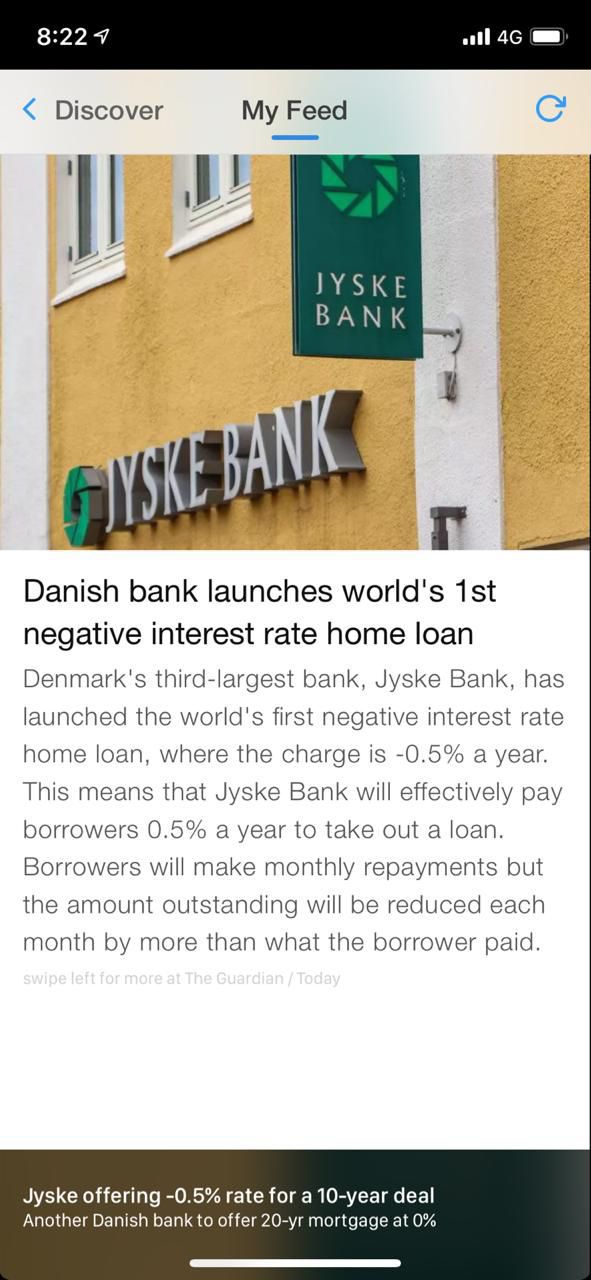 8:22
4G
Discover
My Feed
JYSKE
BANK
JYSKE BANK
Danish bank launches world's 1st
negative interest rate home loan
Denmark's third-largest bank, Jyske Bank, has
launched the world's first negative interest rate
home loan, where the charge is -0.5% a year.
This means that Jyske Bank will effectively pay
borrowers 0.5% a year to take out a loan.
Borrowers will make monthly repayments but
the amount outstanding will be reduced each
month by more than what the borrower paid.
swipe left for more at The Guardian / Today
Jyske offering -0.5% rate for a 10-year deal
Another Danish bank to offer 20-yr mortgage at 0%